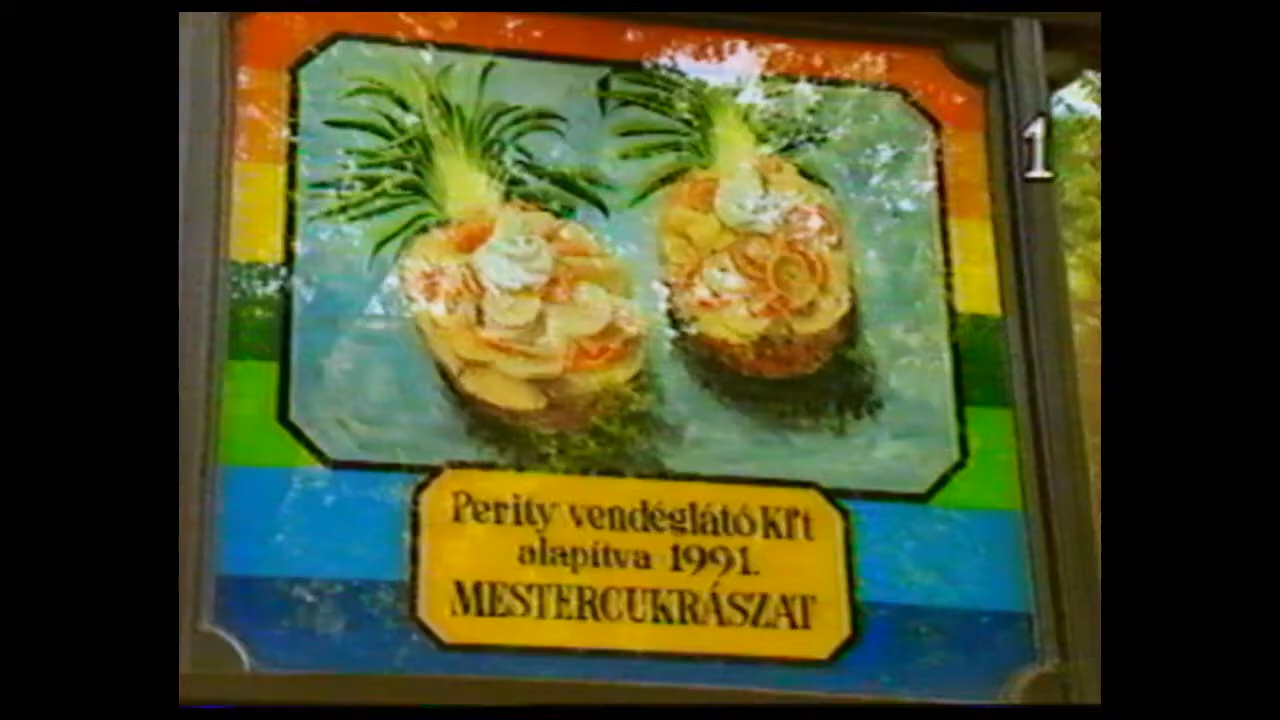 1
Perity vendéglátó Kft
alapítva 1991.
MESTERCUKRÁSZAT